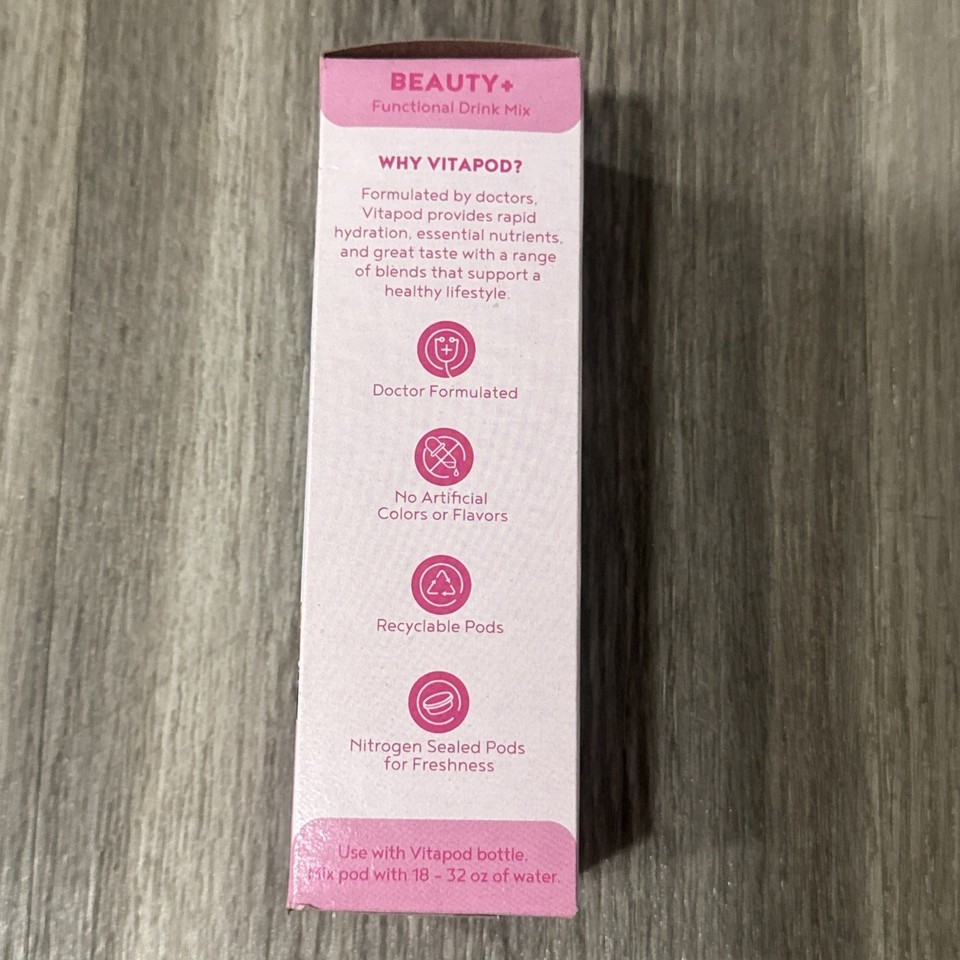 BEAUTY+
Functional Drink Mix
WHY VITAPOD?
Formulated by doctors,
Vitapod provides rapid
hydration, essential nutrients,
and great taste with a range
of blends that support a
healthy lifestyle.
Doctor Formulated
No Artificial
Colors or Flavors
Recyclable Pods
Nitrogen Sealed Pods
for Freshness
Use with Vitapod bottle.
Mix pod with 18 - 32 oz of water.